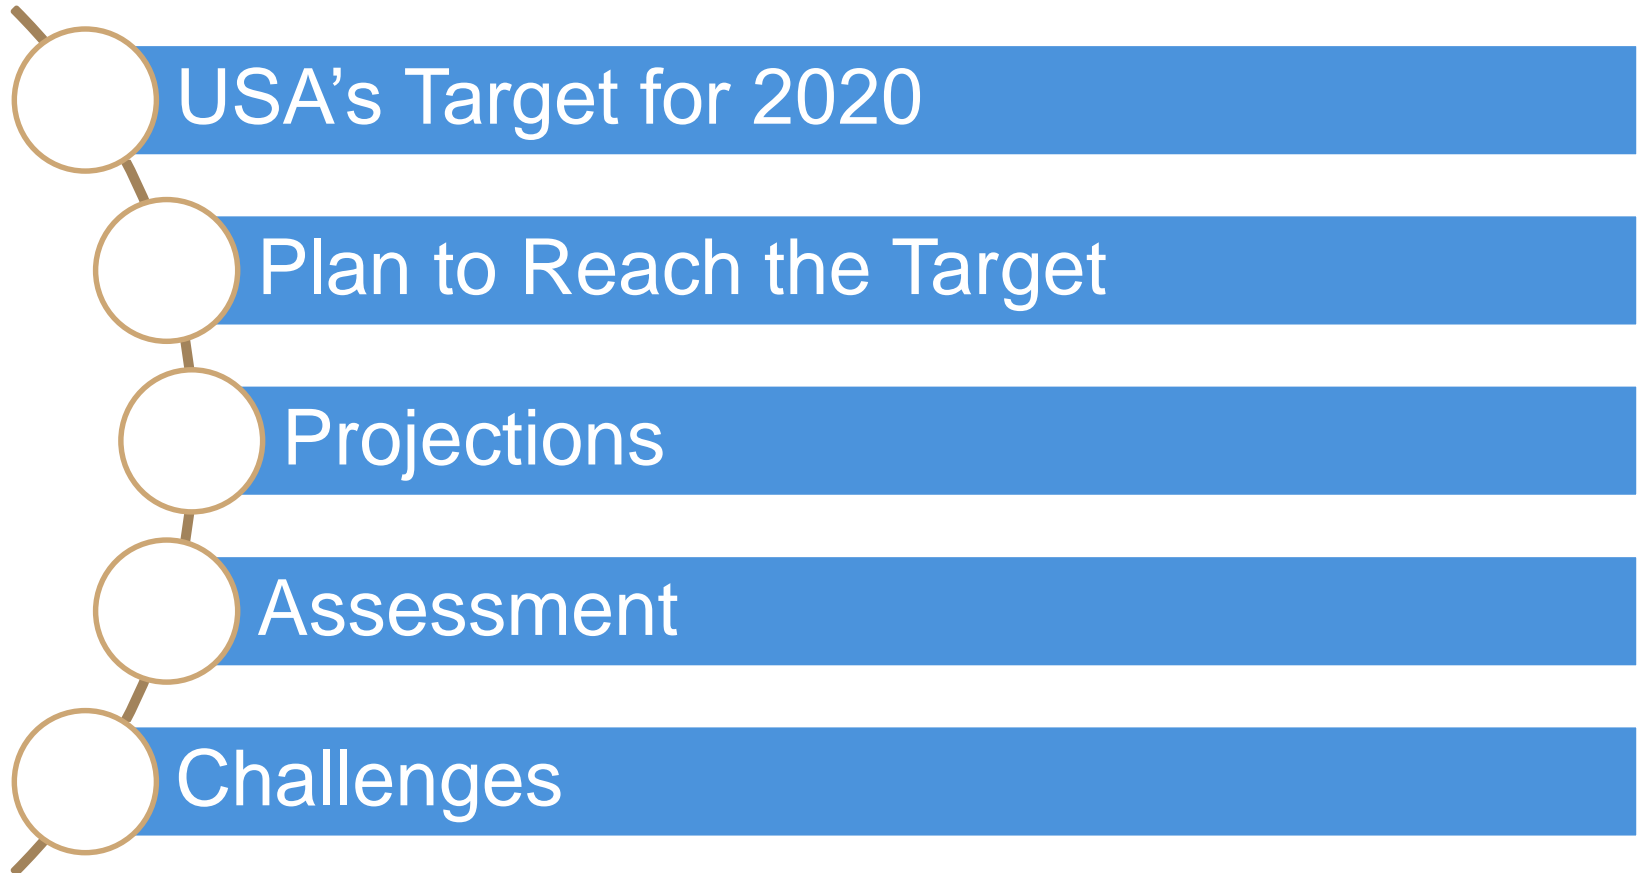 USA’s Target for 2020
Plan to Reach the Target
Projections
Assessment
Challenges